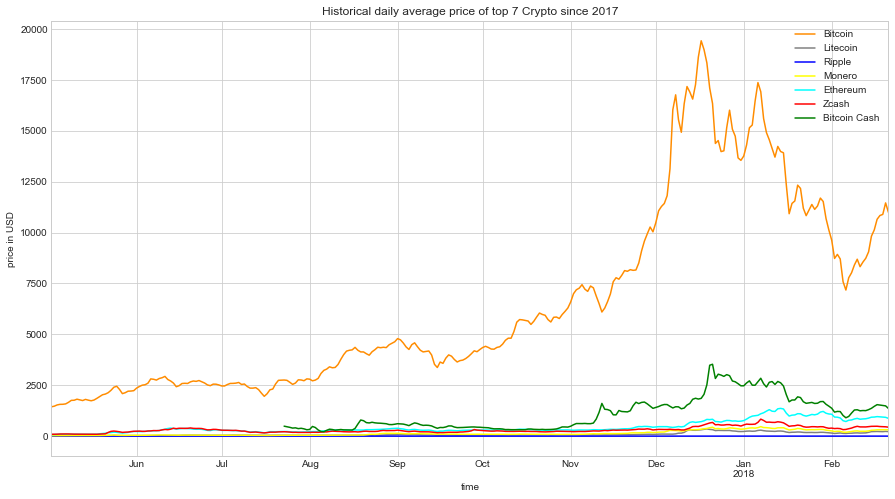 Historical daily average price of top 7 Crypto since 2017
20000
17500
15000
12500
10000
7500
5000
2500
0
price in USD
Bitcoin
Litecoin
Ripple
Monero
Ethereum
Zcash
Bitcoin Cash
Jun Jul Aug Sep Oct Nov Dec Jan Feb
2018
time